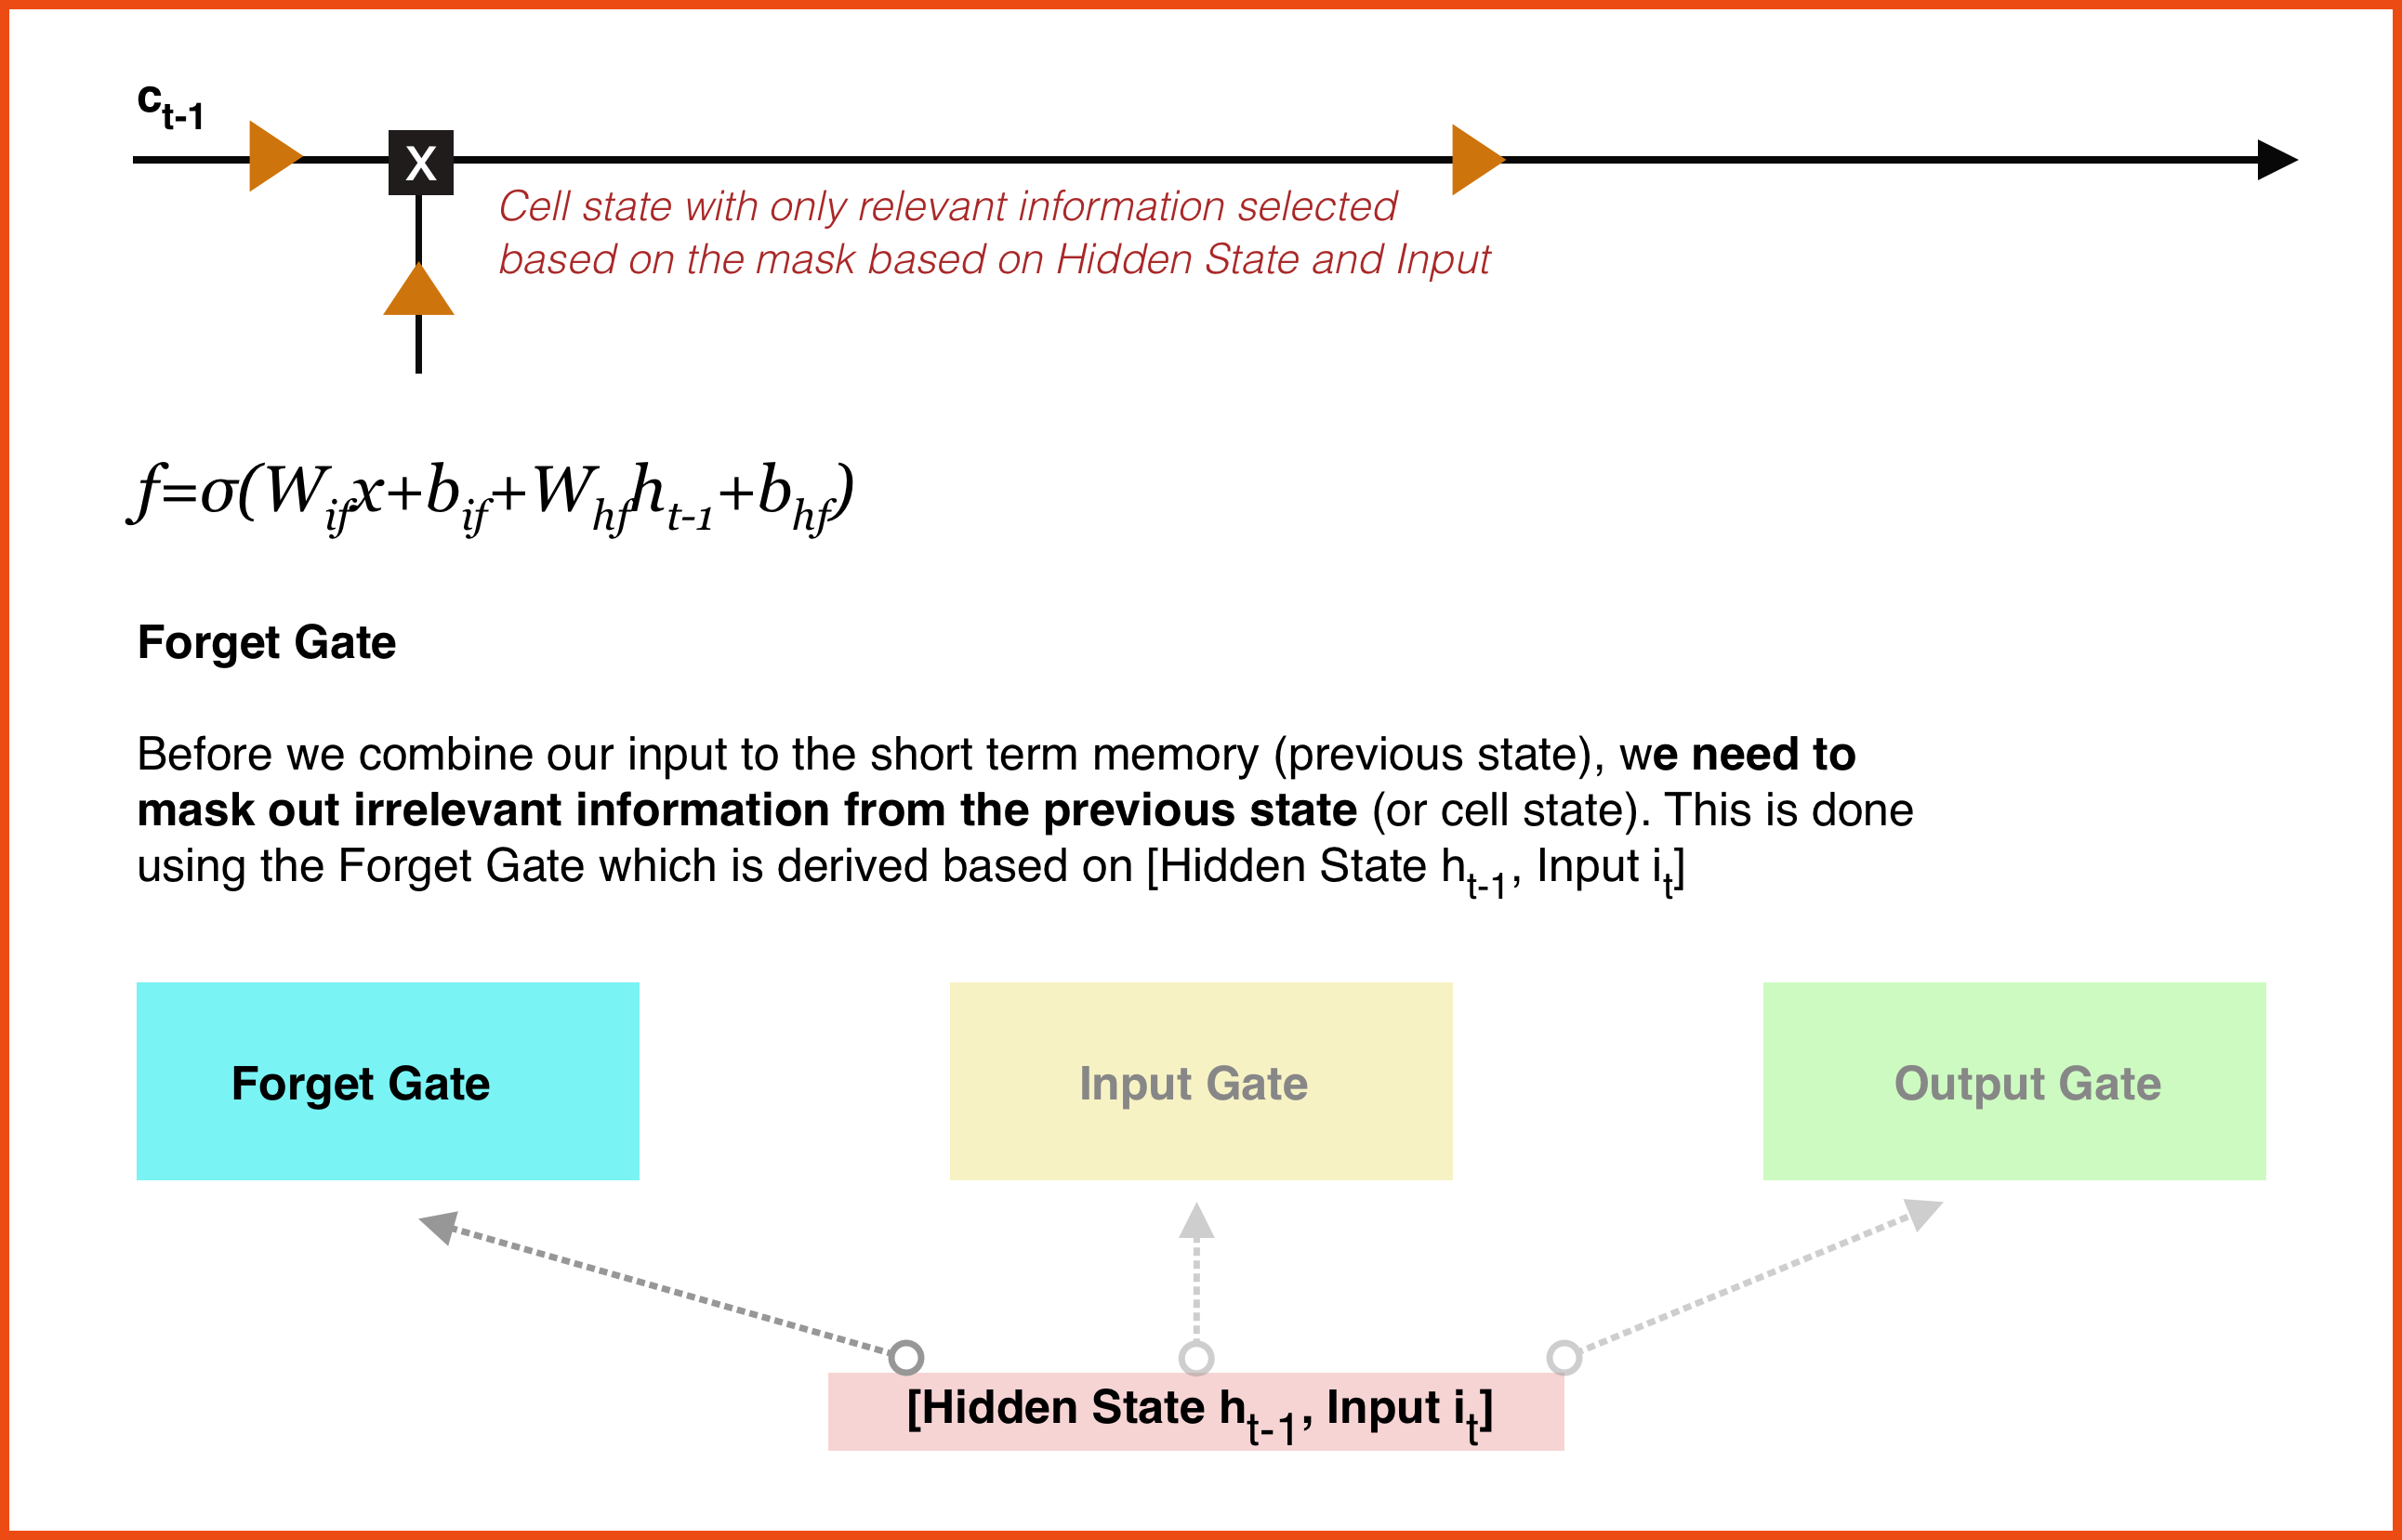 c_{t-1}
X
Cell state with only relevant information selected
based on the mask based on Hidden State and Input
f=σ(W_{if}x+b_{if}+W_{hf}h_{t-1}+b_{hf})
Forget Gate
Before we combine our input to the short term memory (previous state), we need to
mask out irrelevant information from the previous state (or cell state). This is done
using the Forget Gate which is derived based on [Hidden State h_{t-1}, Input i_t]
Forget Gate
Input Gate
Output Gate
[Hidden State h_{t-1}, Input i_t]